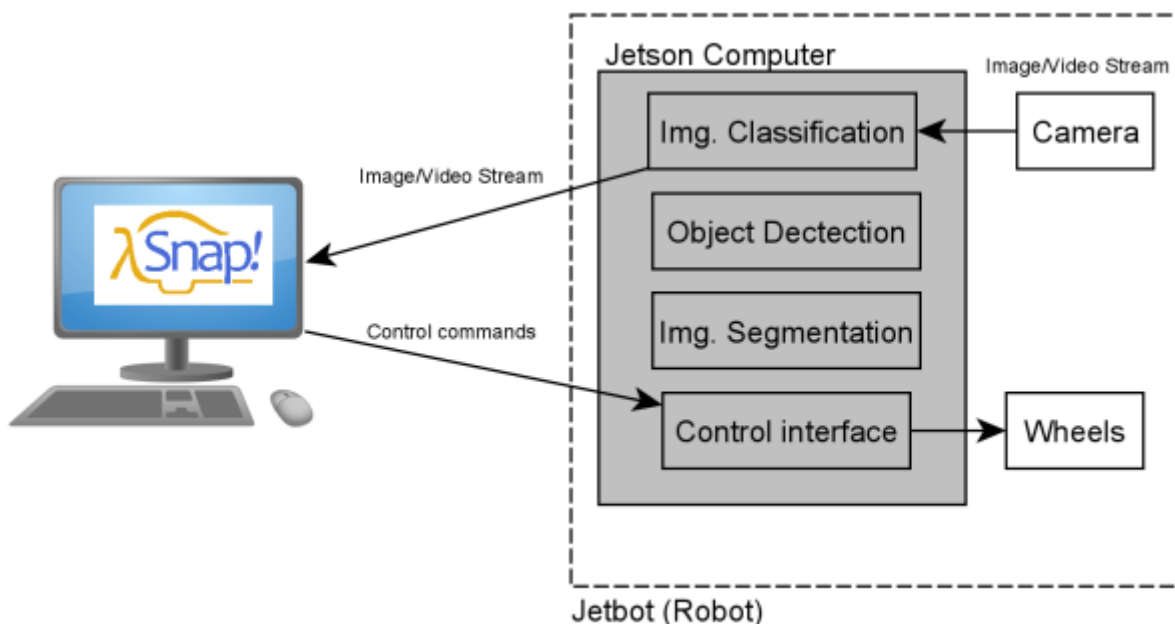 Jetson Computer
Image/Video Stream
Img. Classification
Camera
Image/Video Stream
λSnap!
Object Dectection
Control commands
Img. Segmentation
Control interface
Wheels
Jetbot (Robot)